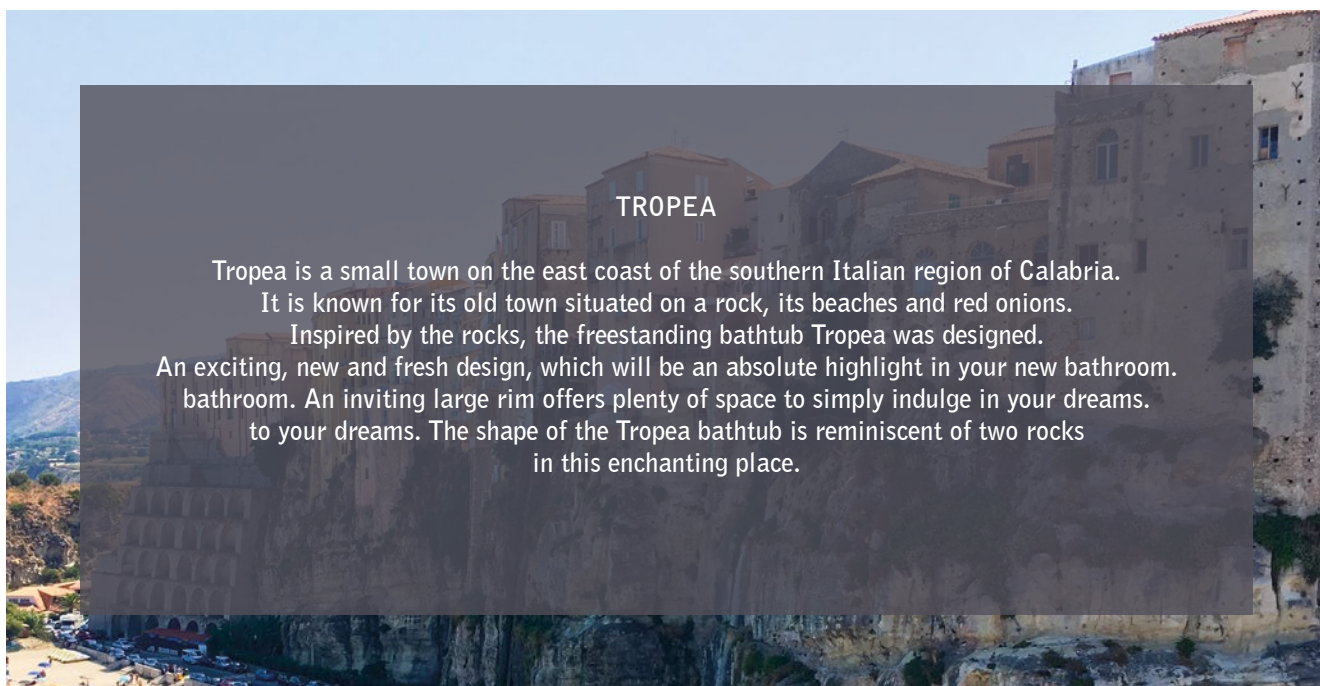 TROPEA
Tropea is a small town on the east coast of the southern Italian region of Calabria.
It is known for its old town situated on a rock, its beaches and red onions.
Inspired by the rocks, the freestanding bathtub Tropea was designed.
An exciting, new and fresh design, which will be an absolute highlight in your new bathroom.
bathroom. An inviting large rim offers plenty of space to simply indulge in your dreams.
to your dreams. The shape of the Tropea bathtub is reminiscent of two rocks
in this enchanting place.